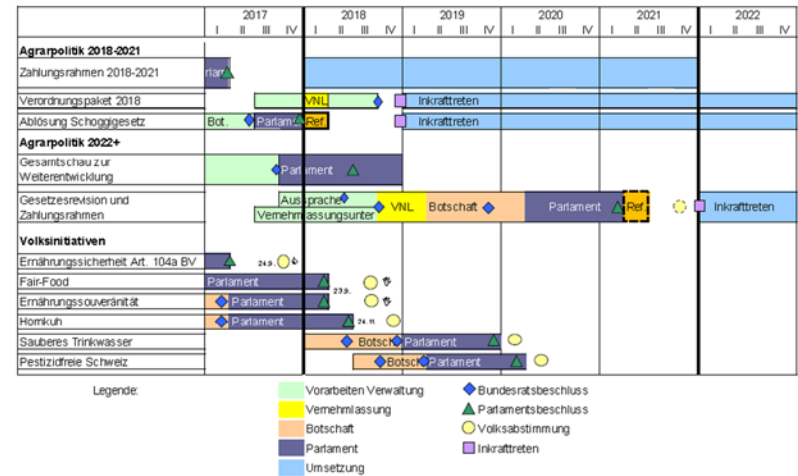 2017 2018 2019 2020 2021 2022
I II III IV I II III IV I II III IV I II III IV I II III IV I II III IV
Agrarpolitik 2018-2021
Zahlungsrahmen 2018-2021
Verordnungspaket 2018 VNL Inkrafttreten
Ablösung Schoggigesetz Bot. Parlam Ref Inkrafttreten
Agrarpolitik 2022+
Gesamtschau zur
Weiterentwicklung Parlament
Gesetzesrevision und
Zahlungsrahmen
Aussprache
Vernehmlassungsunter
VNL Botschaft Parlament Ref Inkrafttreten
Volksinitiativen
Ernährungssicherheit Art. 104a BV 24.9.
Fair-Food Parlament
23.9.
Ernährungssouveränität Parlament
Hornkuh Parlament 24.11.
Sauberes Trinkwasser Botsch Parlament
Pestizidfreie Schweiz Botsch Parlament
Legende:
Vorarbeiten Verwaltung Bundesratsbeschluss
Vernehmlassung Parlamentsbeschluss
Botschaft Volksabstimmung
Parlament Inkrafttreten
Umsetzung